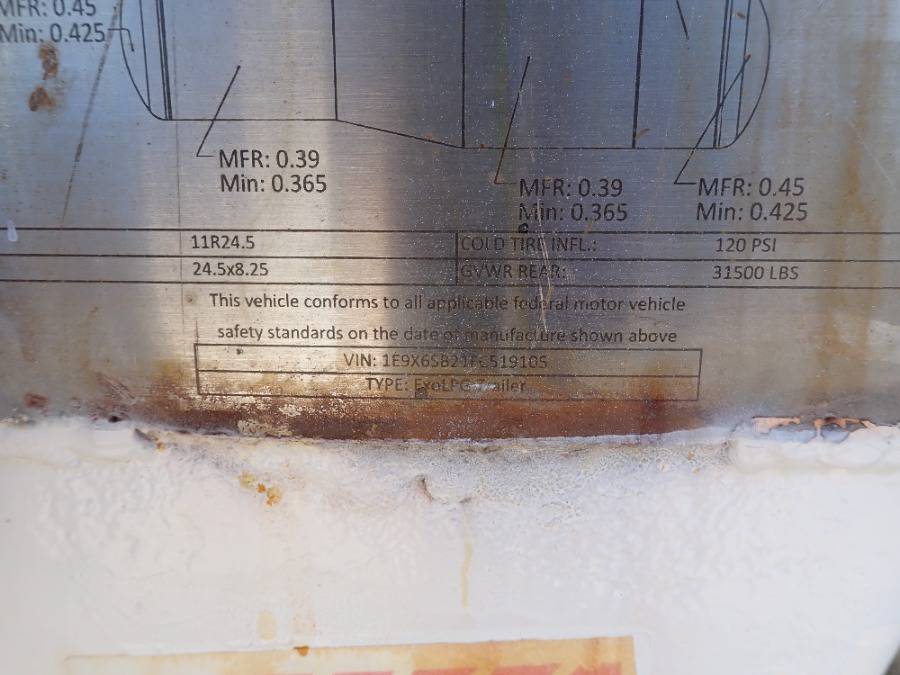 MFR: 0.45
Min: 0.425
MFR: 0.39
Min: 0.365
MFR: 0.39
Min: 0.365
MFR: 0.45
Min: 0.425
11R24.5 COLD TIRE INFL.: 120 PSI
24.5x8.25 GVWR REAR: 31500 LBS
This vehicle conforms to all applicable federal motor vehicle
safety standards on the date of manufacture shown above
VIN:
TYPE: ExoLPG Trailer